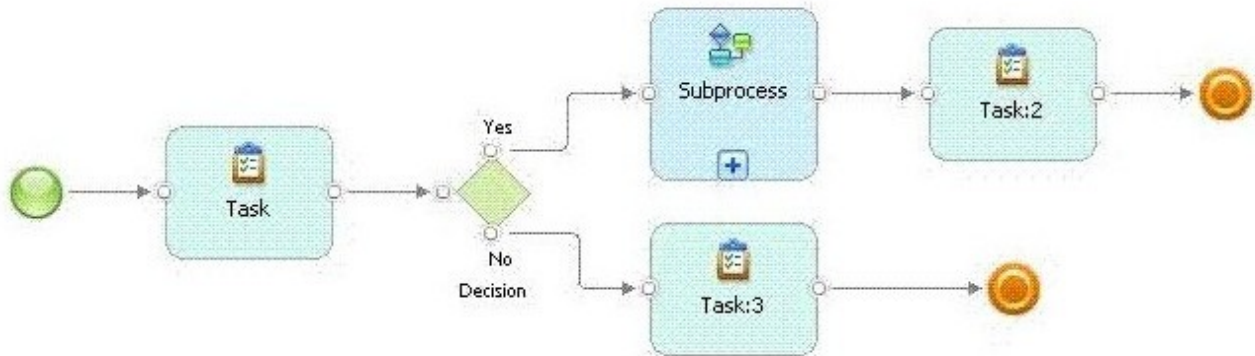 Task
Yes
No
Decision
Subprocess
Task:2
Task:3